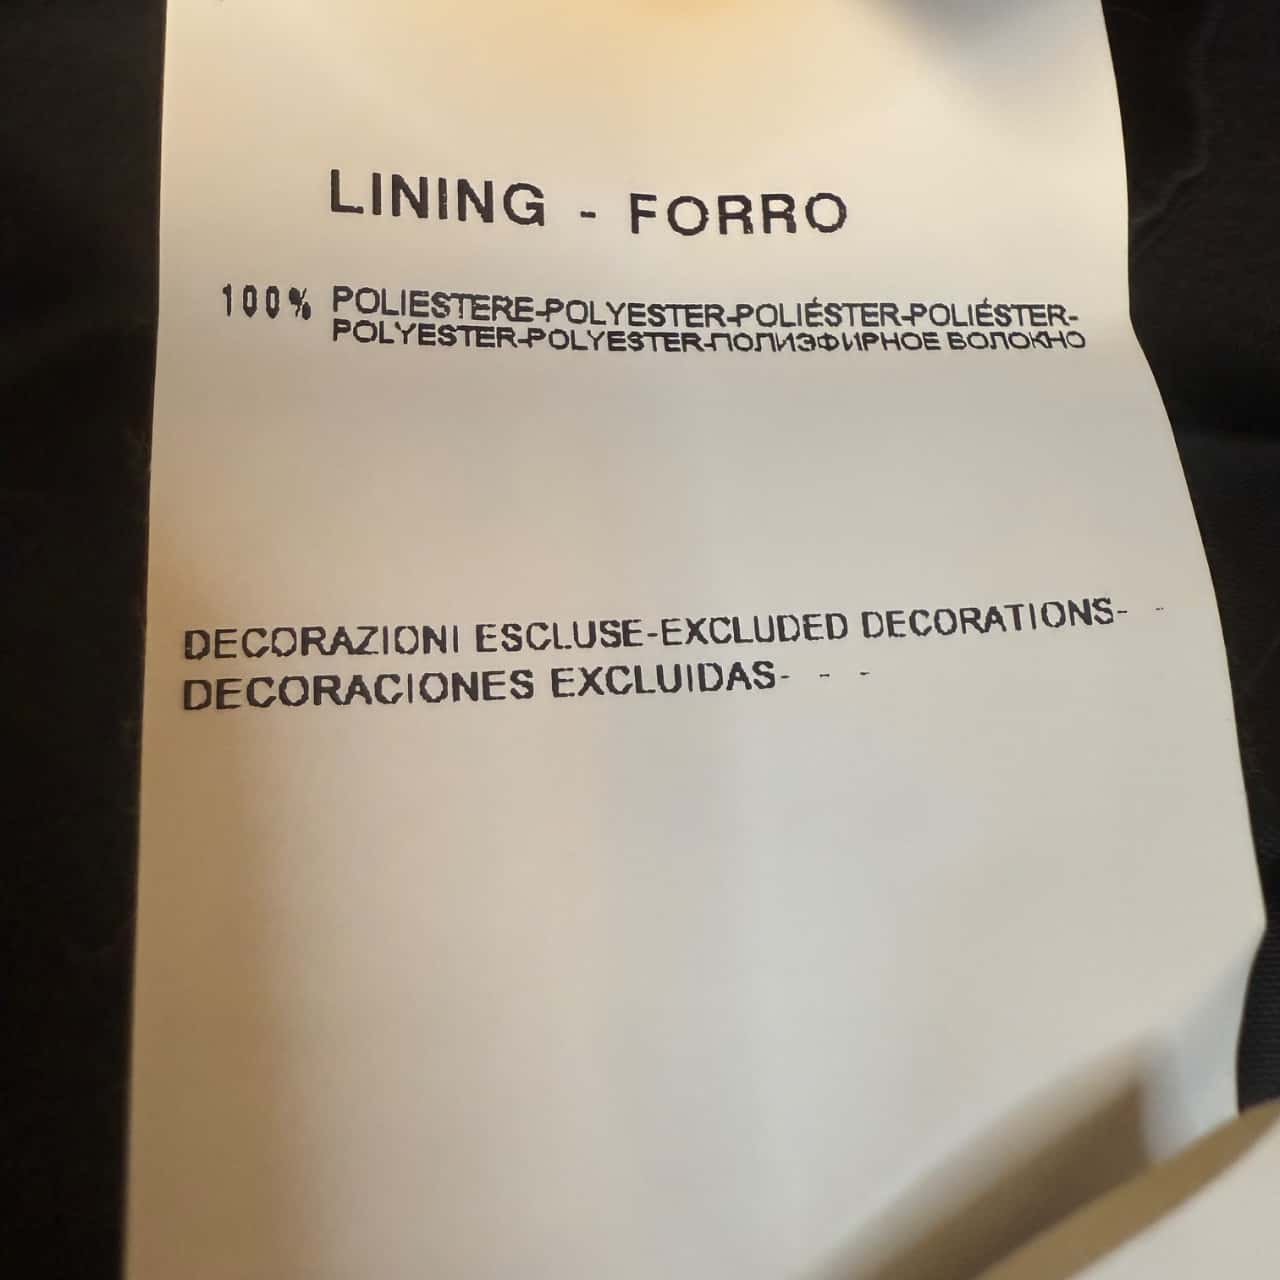 LINING - FORRO
100% POLIESTERE-POLYESTER-POLIÉSTER-POLIÉSTER-
POLYESTER-POLYESTER-ПОЛИЭФИРНОЕ ВОЛОКНО
DECORAZIONI ESCLUSE-EXCLUDED DECORATIONS- -
DECORACIONES EXCLUIDAS- - -